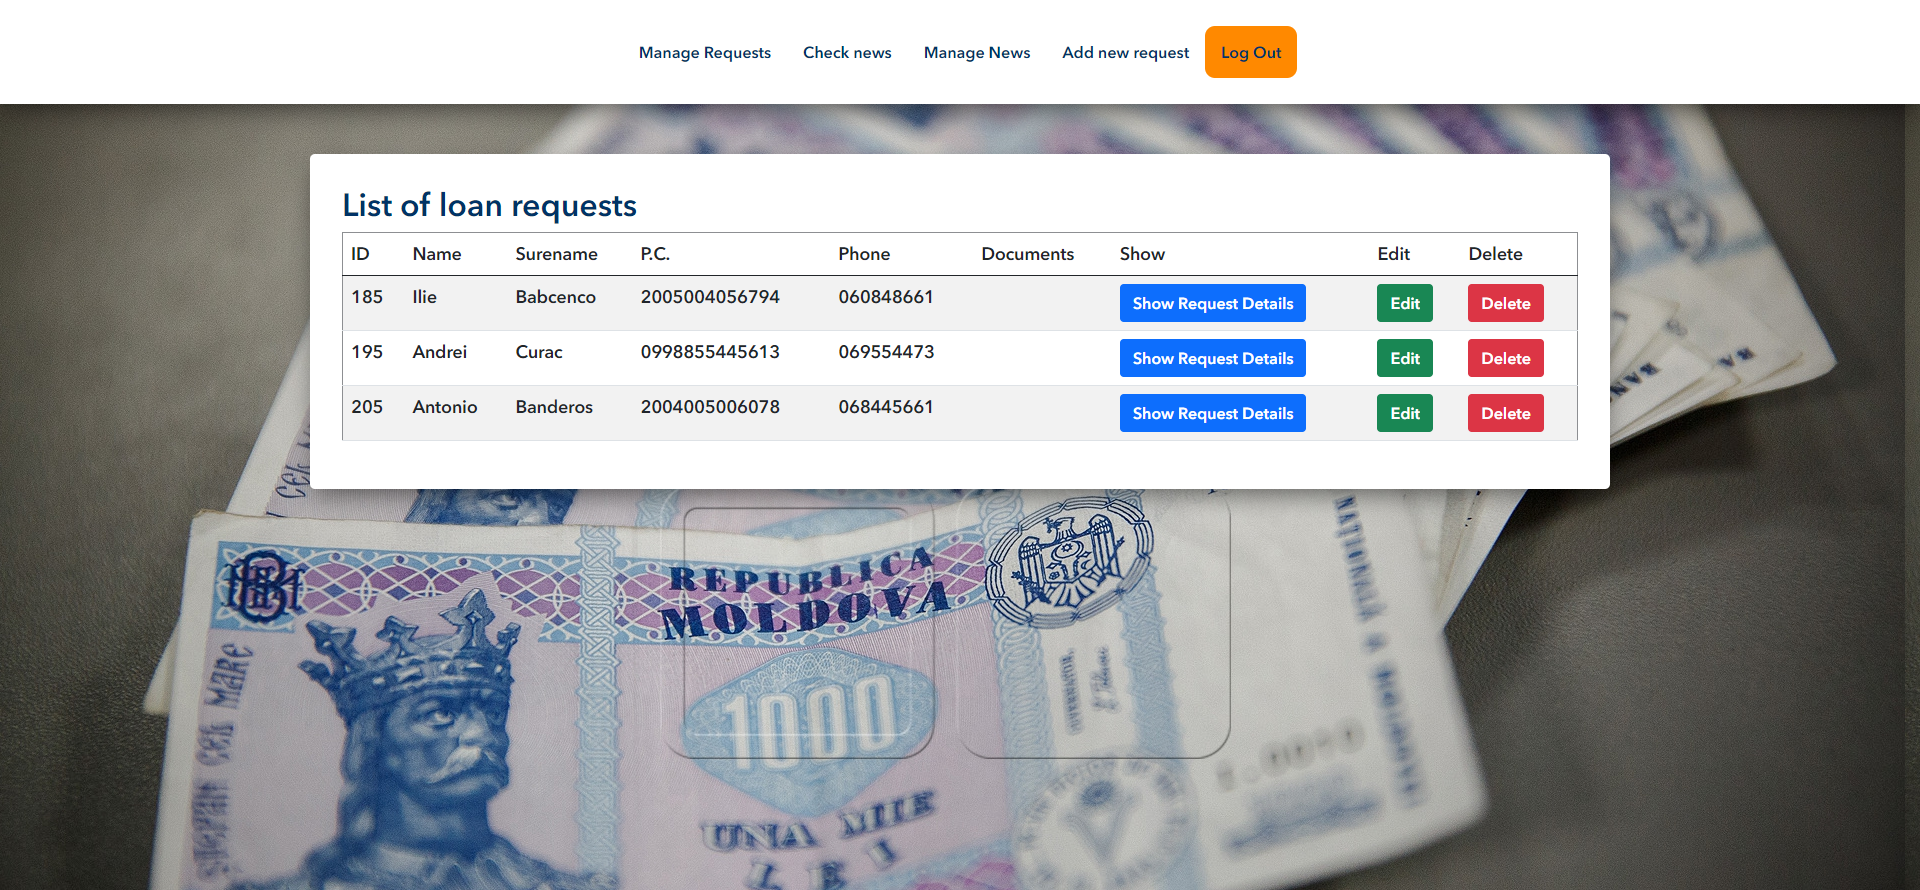 Manage Requests Check news Manage News Add new request Log Out
List of loan requests
ID Name Surename P.C. Phone Documents Show Edit Delete
185 Ilie Babcenco 2005004056794 060848661 Show Request Details Edit Delete
195 Andrei Curac 0998855445613 069554473 Show Request Details Edit Delete
205 Antonio Banderos 2004005006078 068445661 Show Request Details Edit Delete
REPUBLICA
MOLDOVA
ŞTEFAN CEL MARE
1000
UNA MIE
LEI
GUVERNATOR,
NAŢIONALĂ A MOLDOVEI